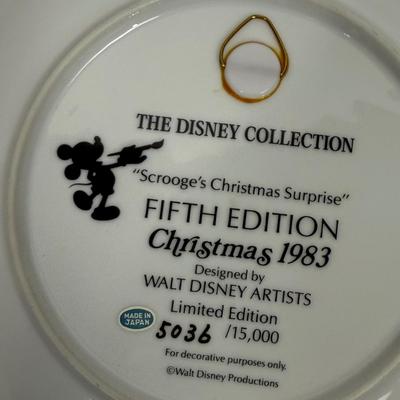 THE DISNEY COLLECTION
"Scrooge's Christmas Surprise"
FIFTH EDITION
Christmas 1983
Designed by
WALT DISNEY ARTISTS
Limited Edition
MADE IN
JAPAN
5036 /15,000
For decorative purposes only.
©Walt Disney Productions